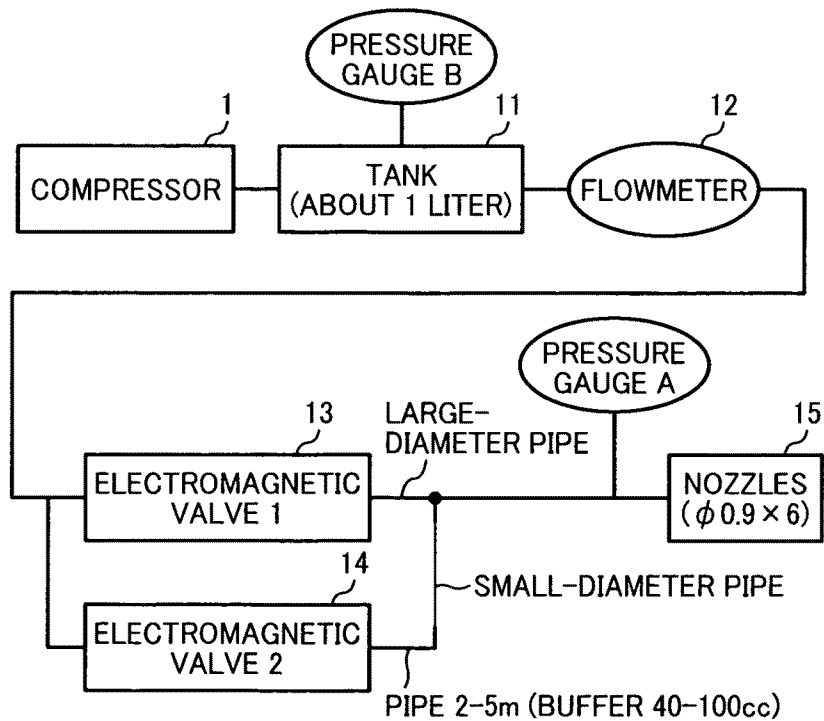 PRESSURE
GAUGE B
1
11
12
COMPRESSOR
TANK
(ABOUT 1 LITER)
FLOWMETER
PRESSURE
GAUGE A
13
LARGE-
DIAMETER PIPE
15
ELECTROMAGNETIC
VALVE 1
NOZZLES
(φ0.9×6)
14
SMALL-DIAMETER PIPE
ELECTROMAGNETIC
VALVE 2
PIPE 2-5m (BUFFER 40-100cc)